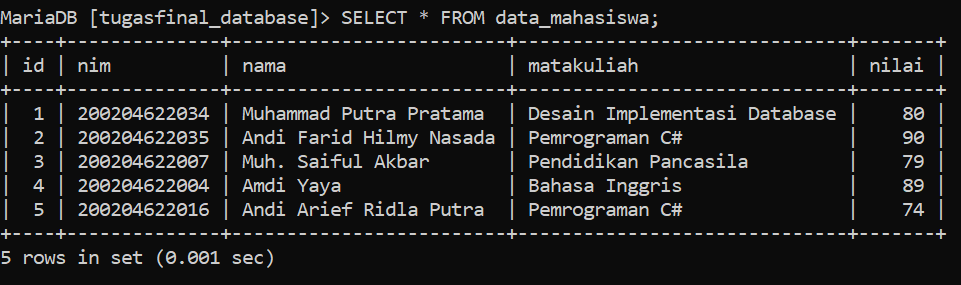 MariaDB [tugasfinal_database]> SELECT * FROM data_mahasiswa;
+----+--------------+--------------------------+------------------------------+-------+
| id | nim          | nama                     | matakuliah                   | nilai |
+----+--------------+--------------------------+------------------------------+-------+
|  1 | 200204622034 | Muhammad Putra Pratama   | Desain Implementasi Database |    80 |
|  2 | 200204622035 | Andi Farid Hilmy Nasada  | Pemrograman C#               |    90 |
|  3 | 200204622007 | Muh. Saiful Akbar        | Pendidikan Pancasila         |    79 |
|  4 | 200204622004 | Amdi Yaya                | Bahasa Inggris               |    89 |
|  5 | 200204622016 | Andi Arief Ridla Putra   | Pemrograman C#               |    74 |
+----+--------------+--------------------------+------------------------------+-------+
5 rows in set (0.001 sec)